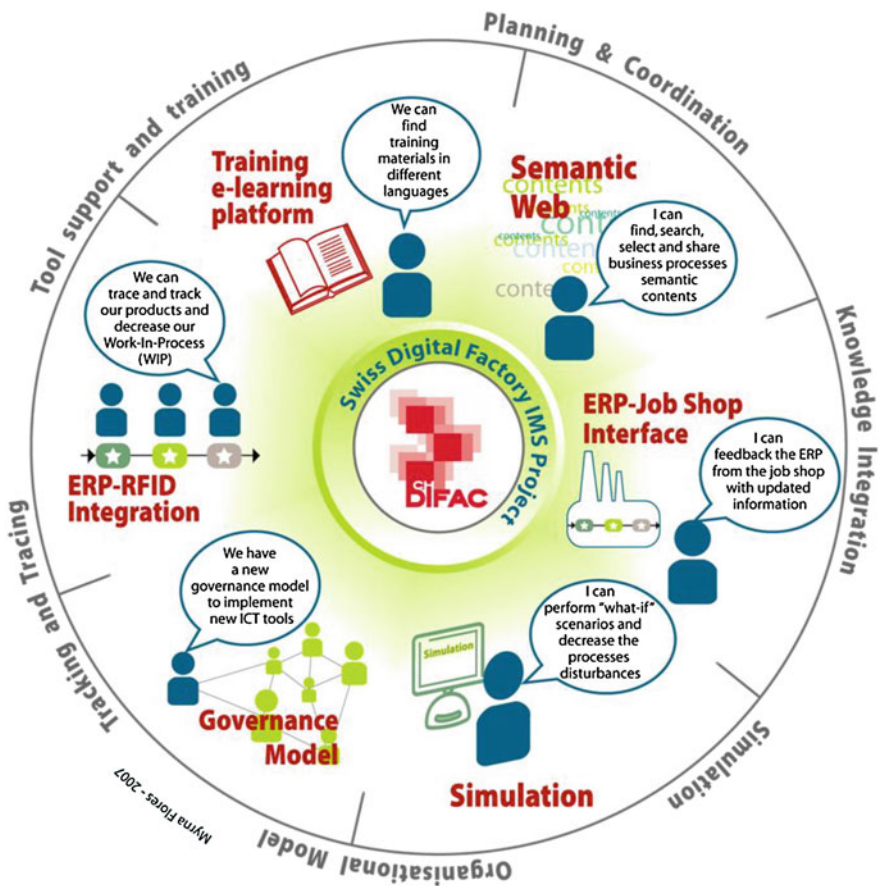 Planning & Coordination
Knowledge Integration
Simulation
Organisational Model
Tracking and Tracing
Tool support and training
Training
e-learning
platform
We can
find
training
materials in
different
languages
Semantic
Web
contents
contents
contents
I can
find, search,
select and share
business processes
semantic
contents
We can
trace and track
our products and
decrease our
Work-In-Process
(WIP)
ERP-RFID
Integration
Swiss Digital Factory IMS Project
CH
DIFAC
ERP-Job Shop
Interface
I can
feedback the ERP
from the job shop
with updated
information
We have
a new
governance model
to implement
new ICT tools
Governance
Model
Simulation
I can
perform "what-if"
scenarios and
decrease the
processes
disturbances
Simulation
Myrna Flores - 2007